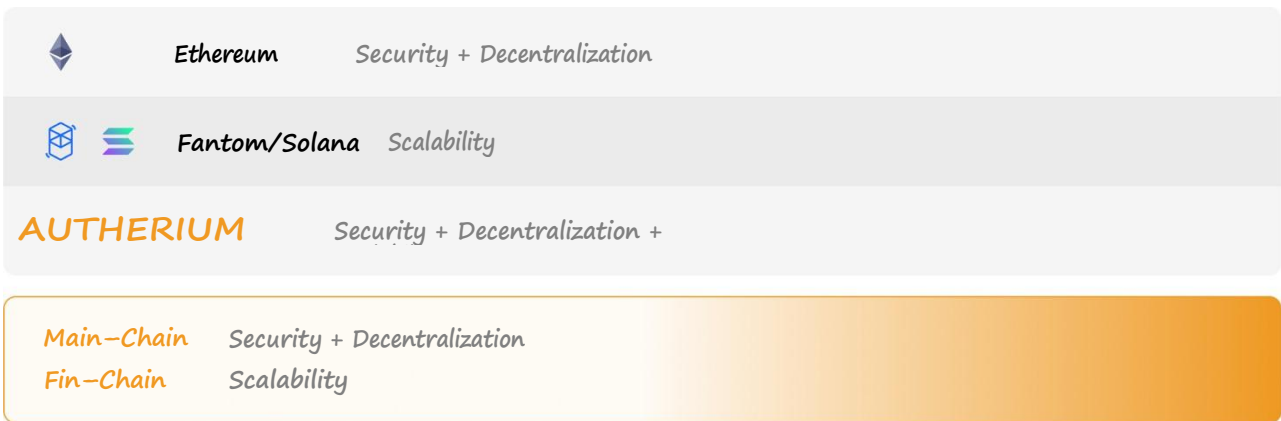 Ethereum Security + Decentralization
Fantom/Solana Scalability
AUTHERIUM Security + Decentralization +
Main-Chain Security + Decentralization
Fin-Chain Scalability